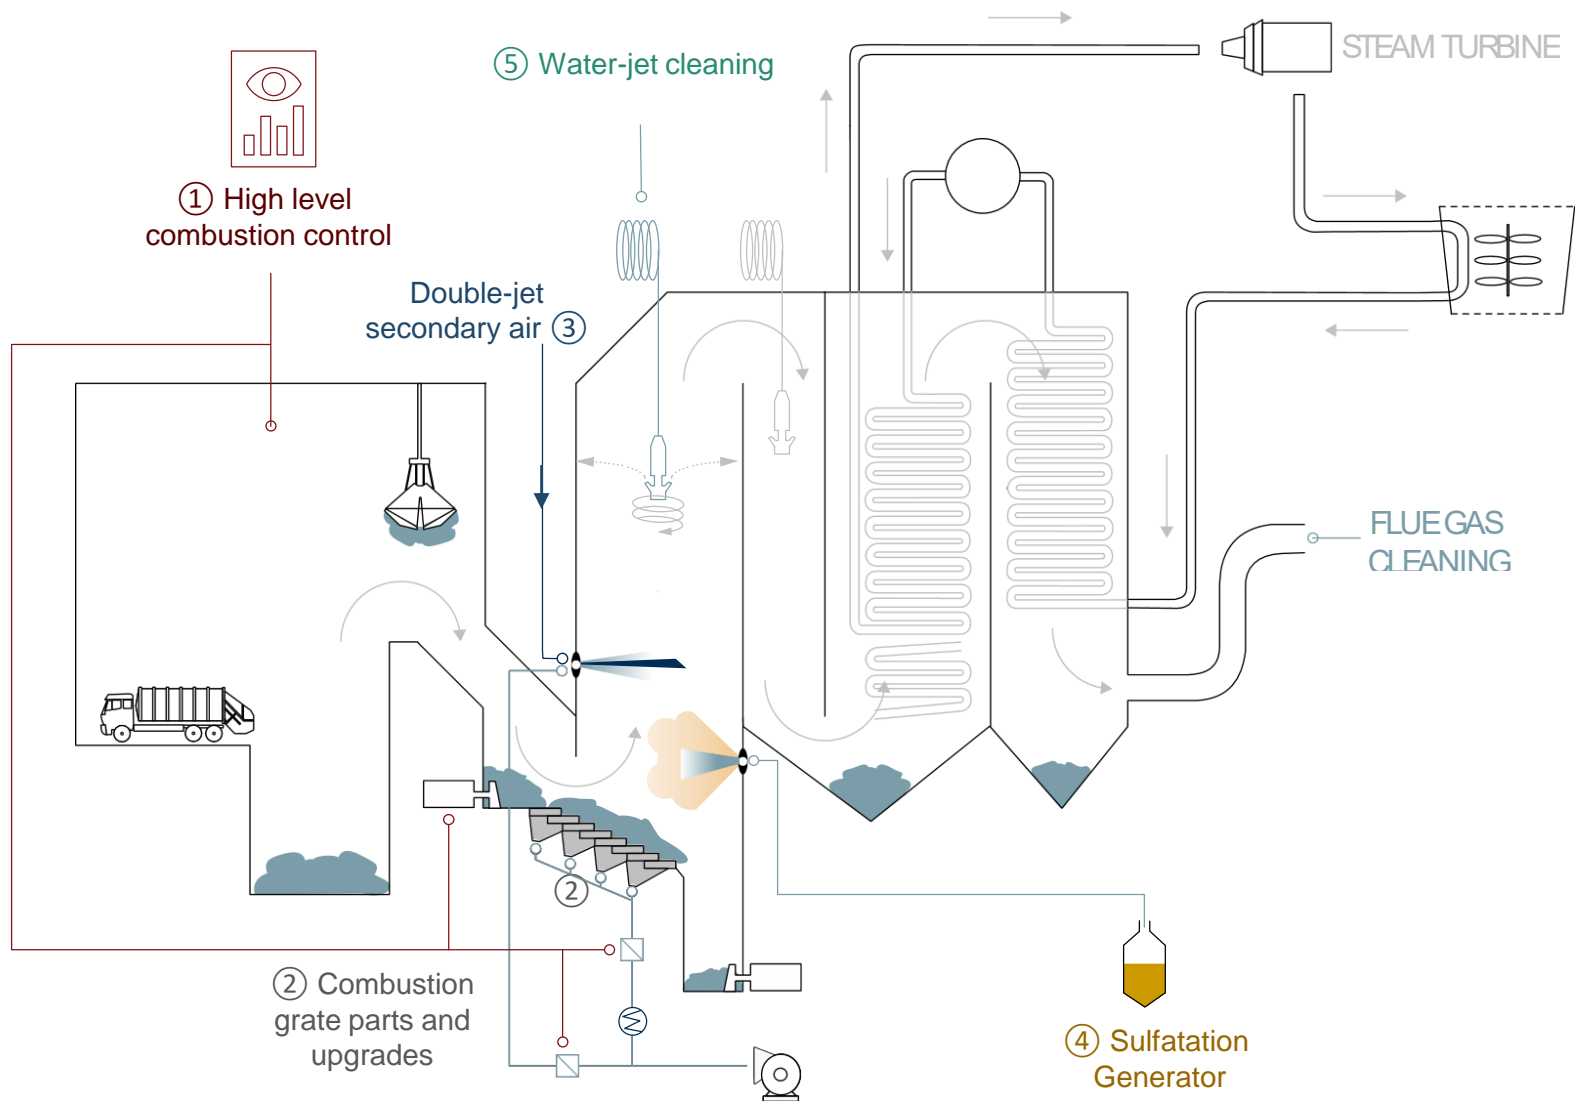 ⑤ Water-jet cleaning
STEAM TURBINE
① High level
combustion control
Double-jet
secondary air ③
FLUE GAS
CLEANING
②
② Combustion
grate parts and
upgrades
④ Sulfatation
Generator